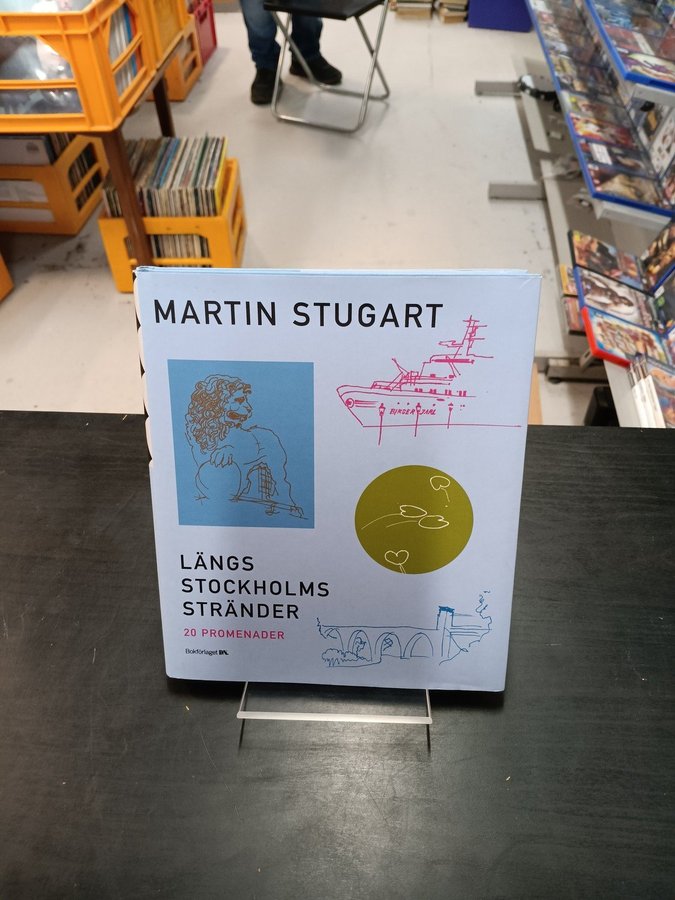 MARTIN STUGART
BIRGER JARL
LÄNGS
STOCKHOLMS
STRÄNDER
20 PROMENADER
Bokförlaget DN.